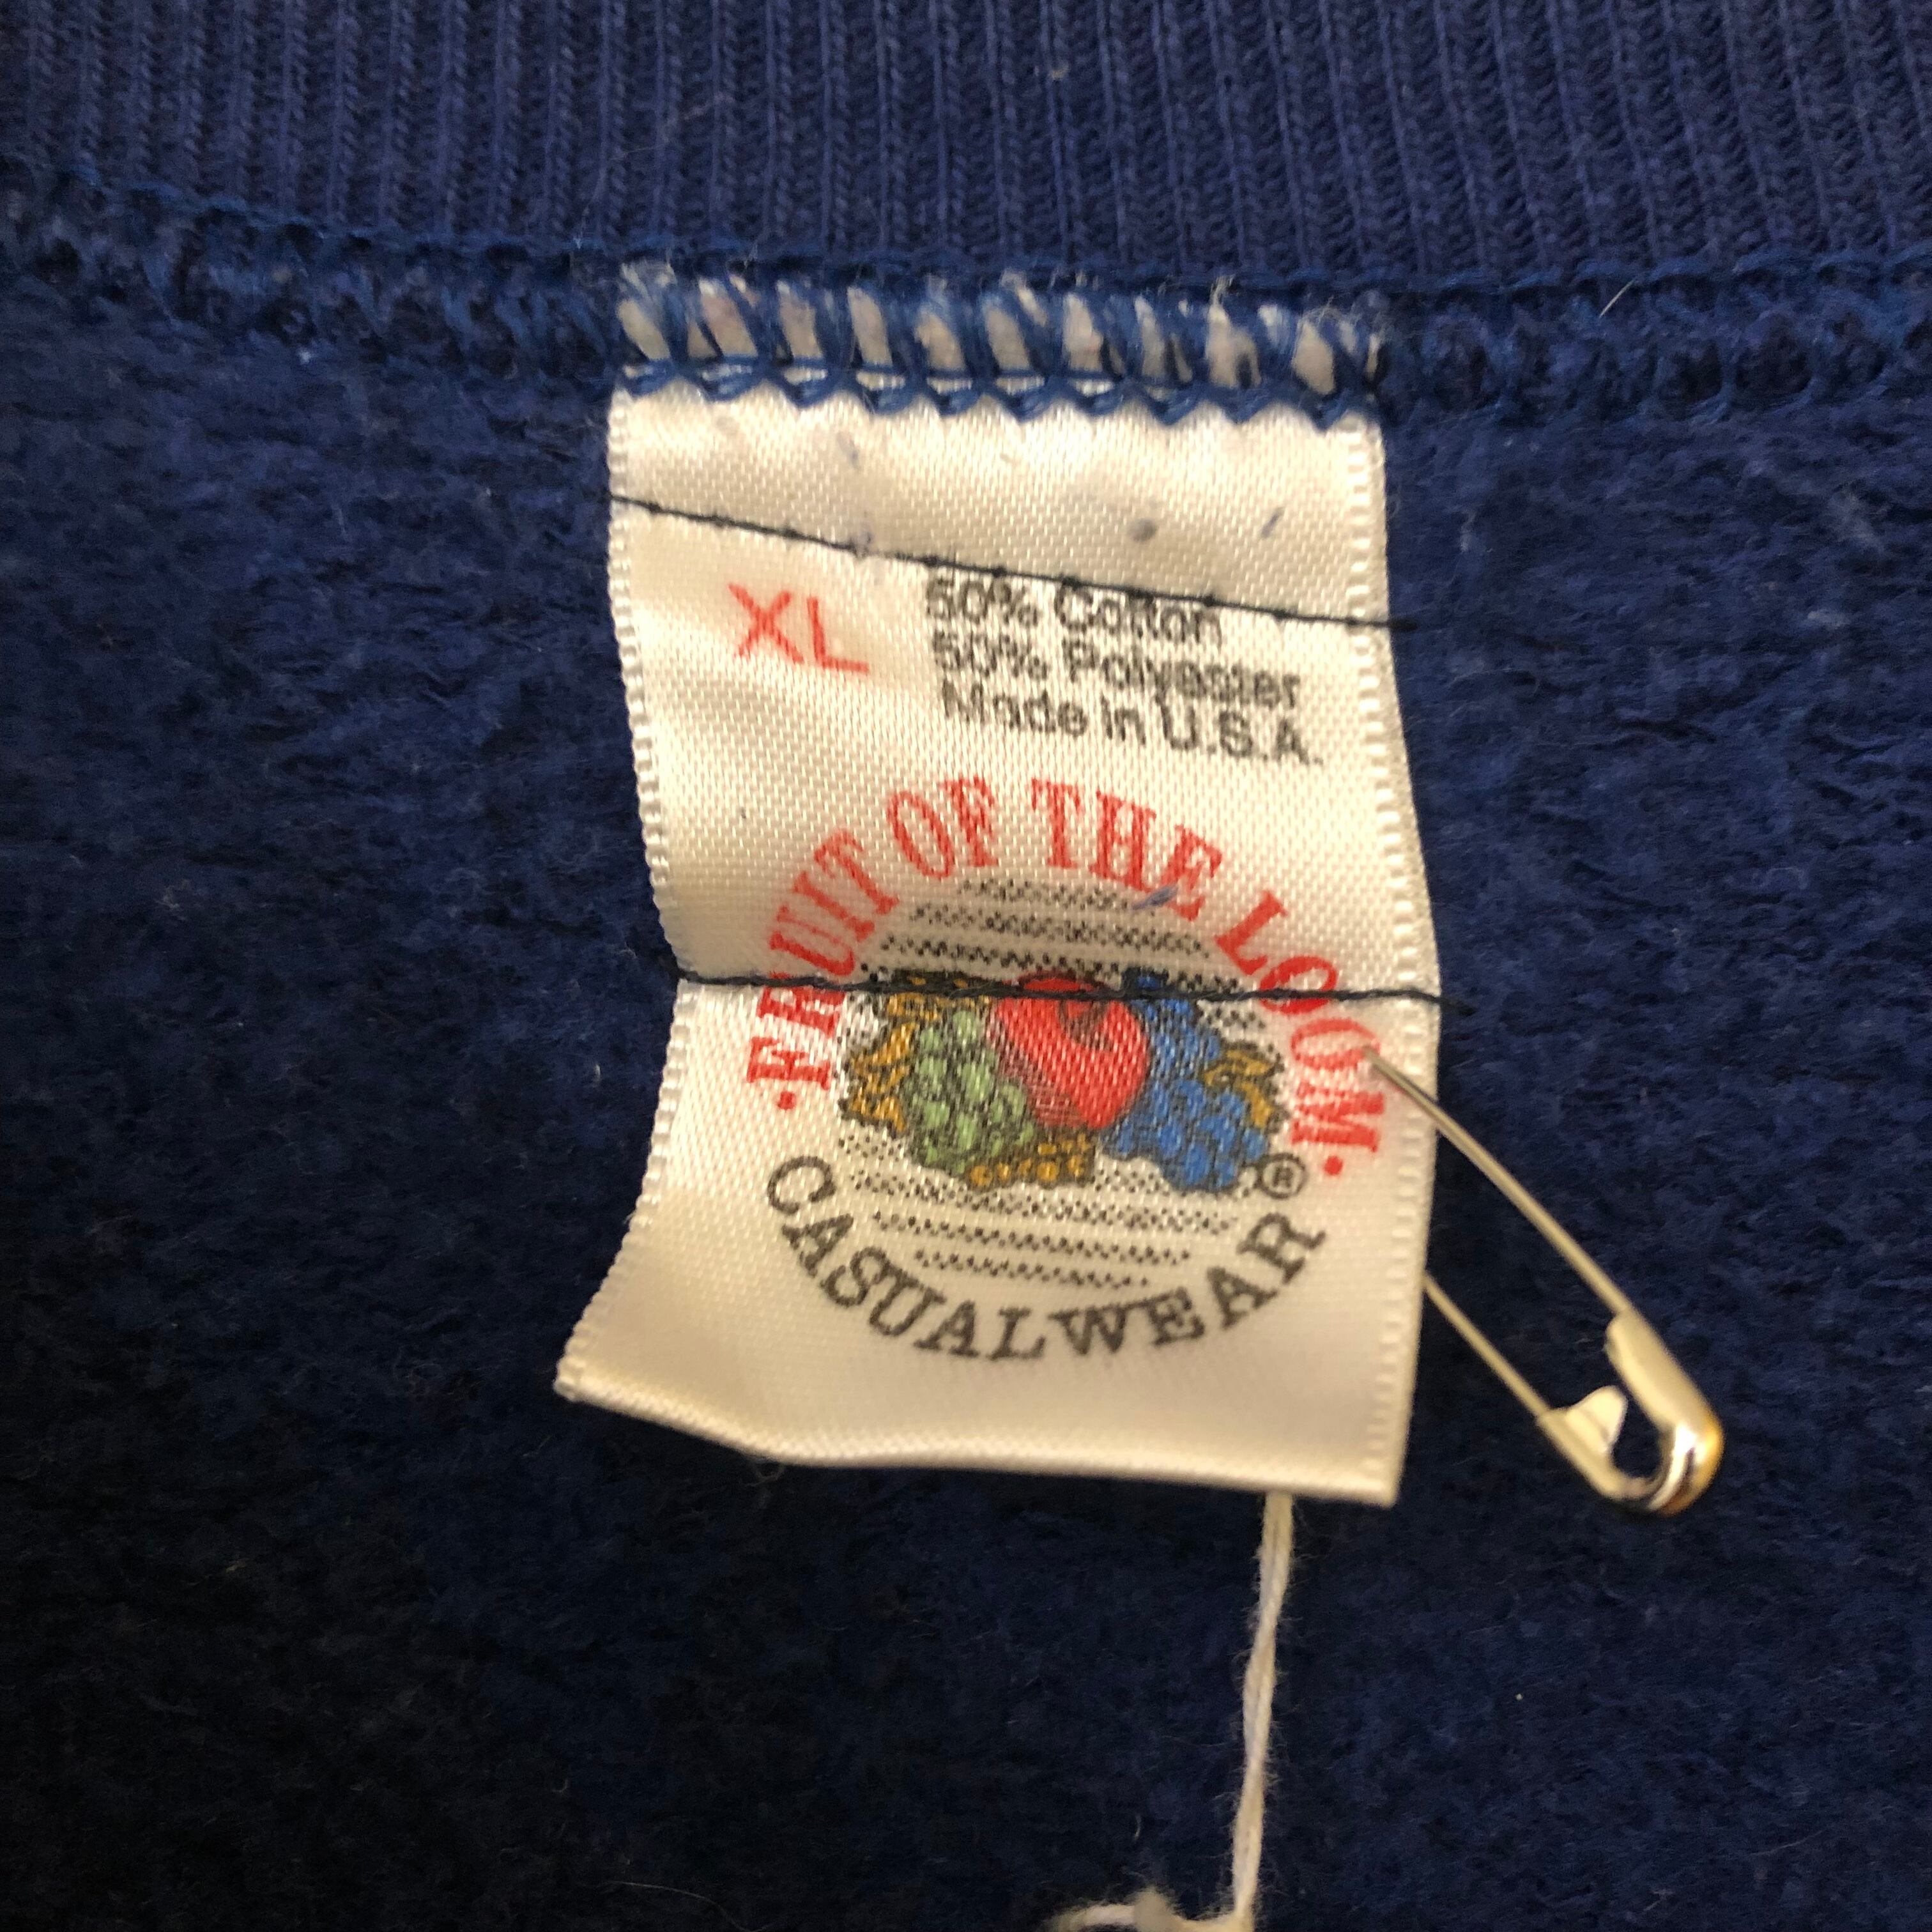 XL
50% Cotton
50% Polyester
Made in U.S.A.
·FRUIT OF THE LOOM·
®
CASUALWEAR